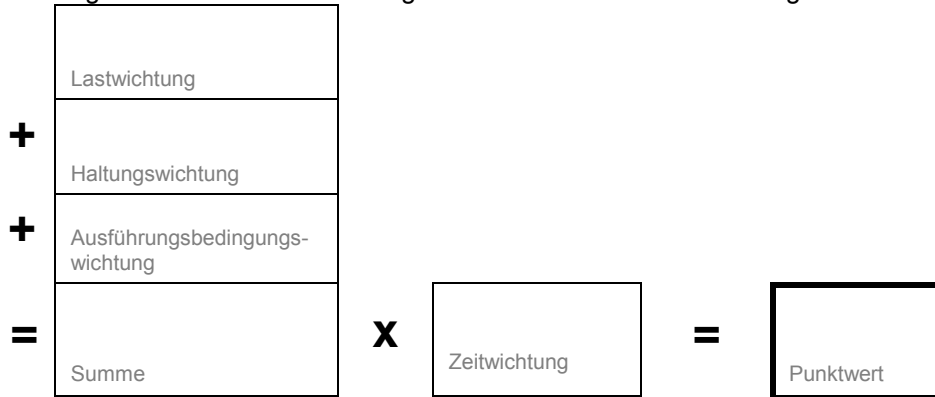 Lastwichtung
+
Haltungswichtung
+
Ausführungsbedingungs-
wichtung
=
Summe
x
Zeitwichtung
=
Punktwert